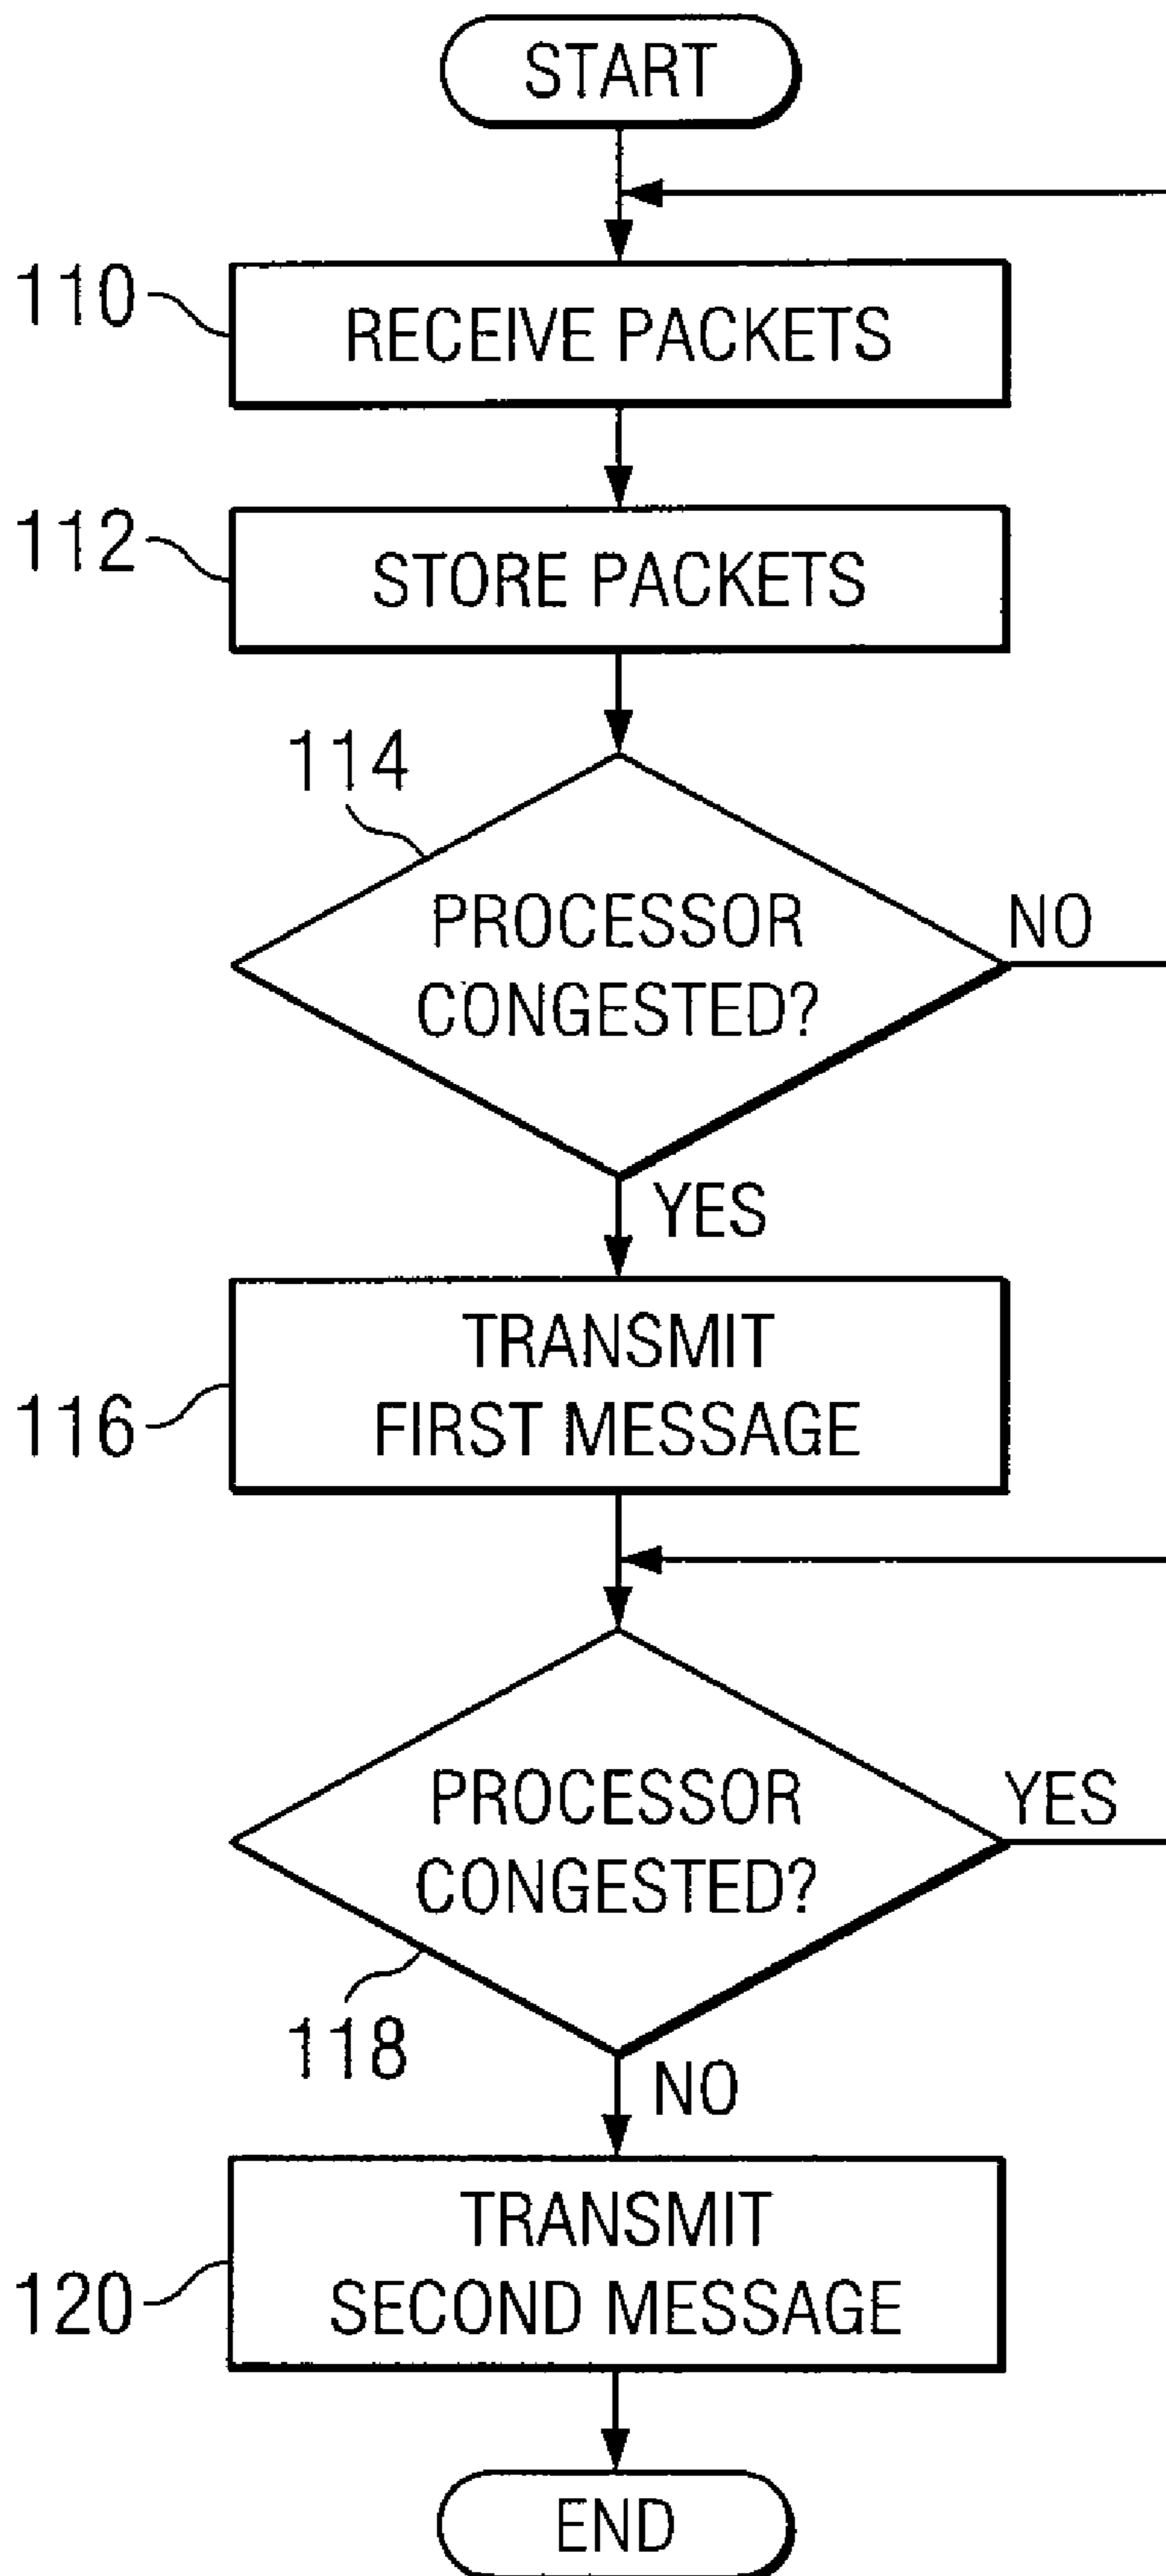 START
110
RECEIVE PACKETS
112
STORE PACKETS
114
PROCESSOR
CONGESTED?
NO
YES
116
TRANSMIT
FIRST MESSAGE
PROCESSOR
CONGESTED?
YES
118
NO
120
TRANSMIT
SECOND MESSAGE
END